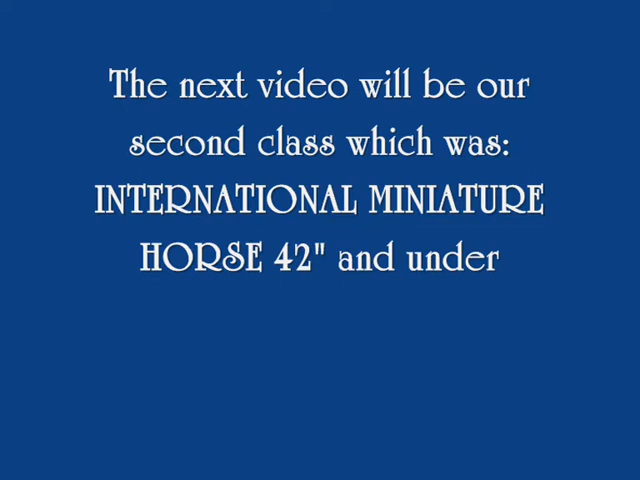 The next video will be our
second class which was:
INTERNATIONAL MINIATURE
HORSE 42" and under